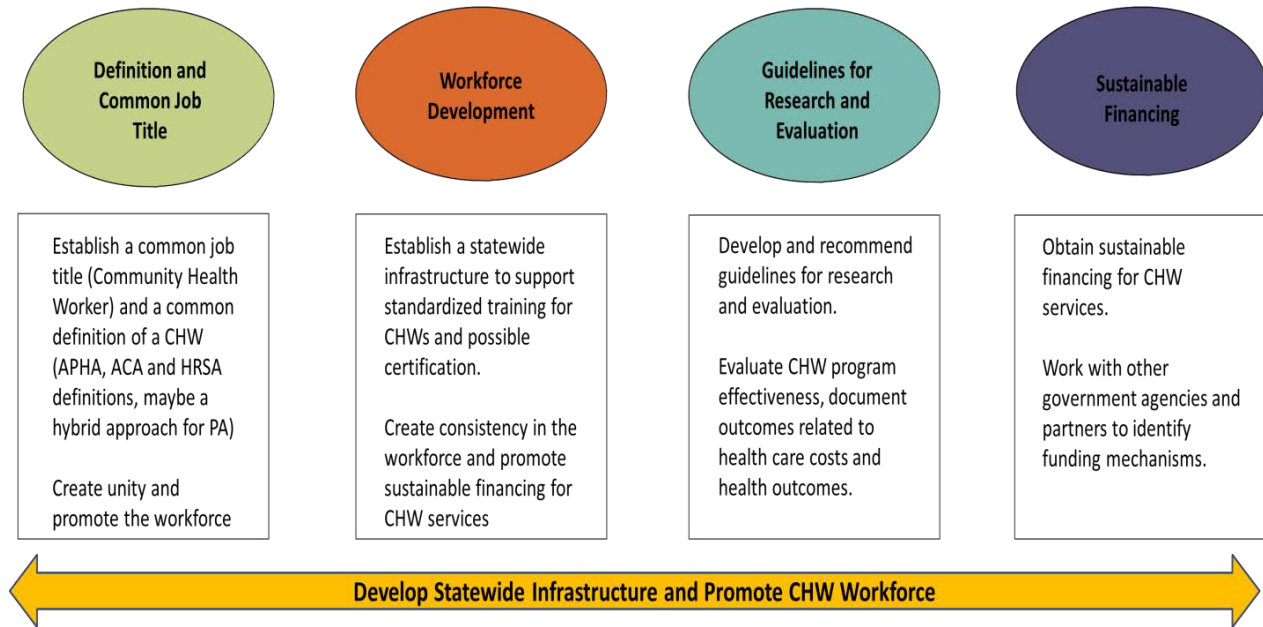 Definition and
Common Job
Title
Workforce
Development
Guidelines for
Research and
Evaluation
Sustainable
Financing
Establish a common job
title (Community Health
Worker) and a common
definition of a CHW
(APHA, ACA and HRSA
definitions, maybe a
hybrid approach for PA)
Create unity and
promote the workforce
Establish a statewide
infrastructure to support
standardized training for
CHWs and possible
certification.
Create consistency in the
workforce and promote
sustainable financing for
CHW services
Develop and recommend
guidelines for research
and evaluation.
Evaluate CHW program
effectiveness, document
outcomes related to
health care costs and
health outcomes.
Obtain sustainable
financing for CHW
services.
Work with other
government agencies and
partners to identify
funding mechanisms.
Develop Statewide Infrastructure and Promote CHW Workforce